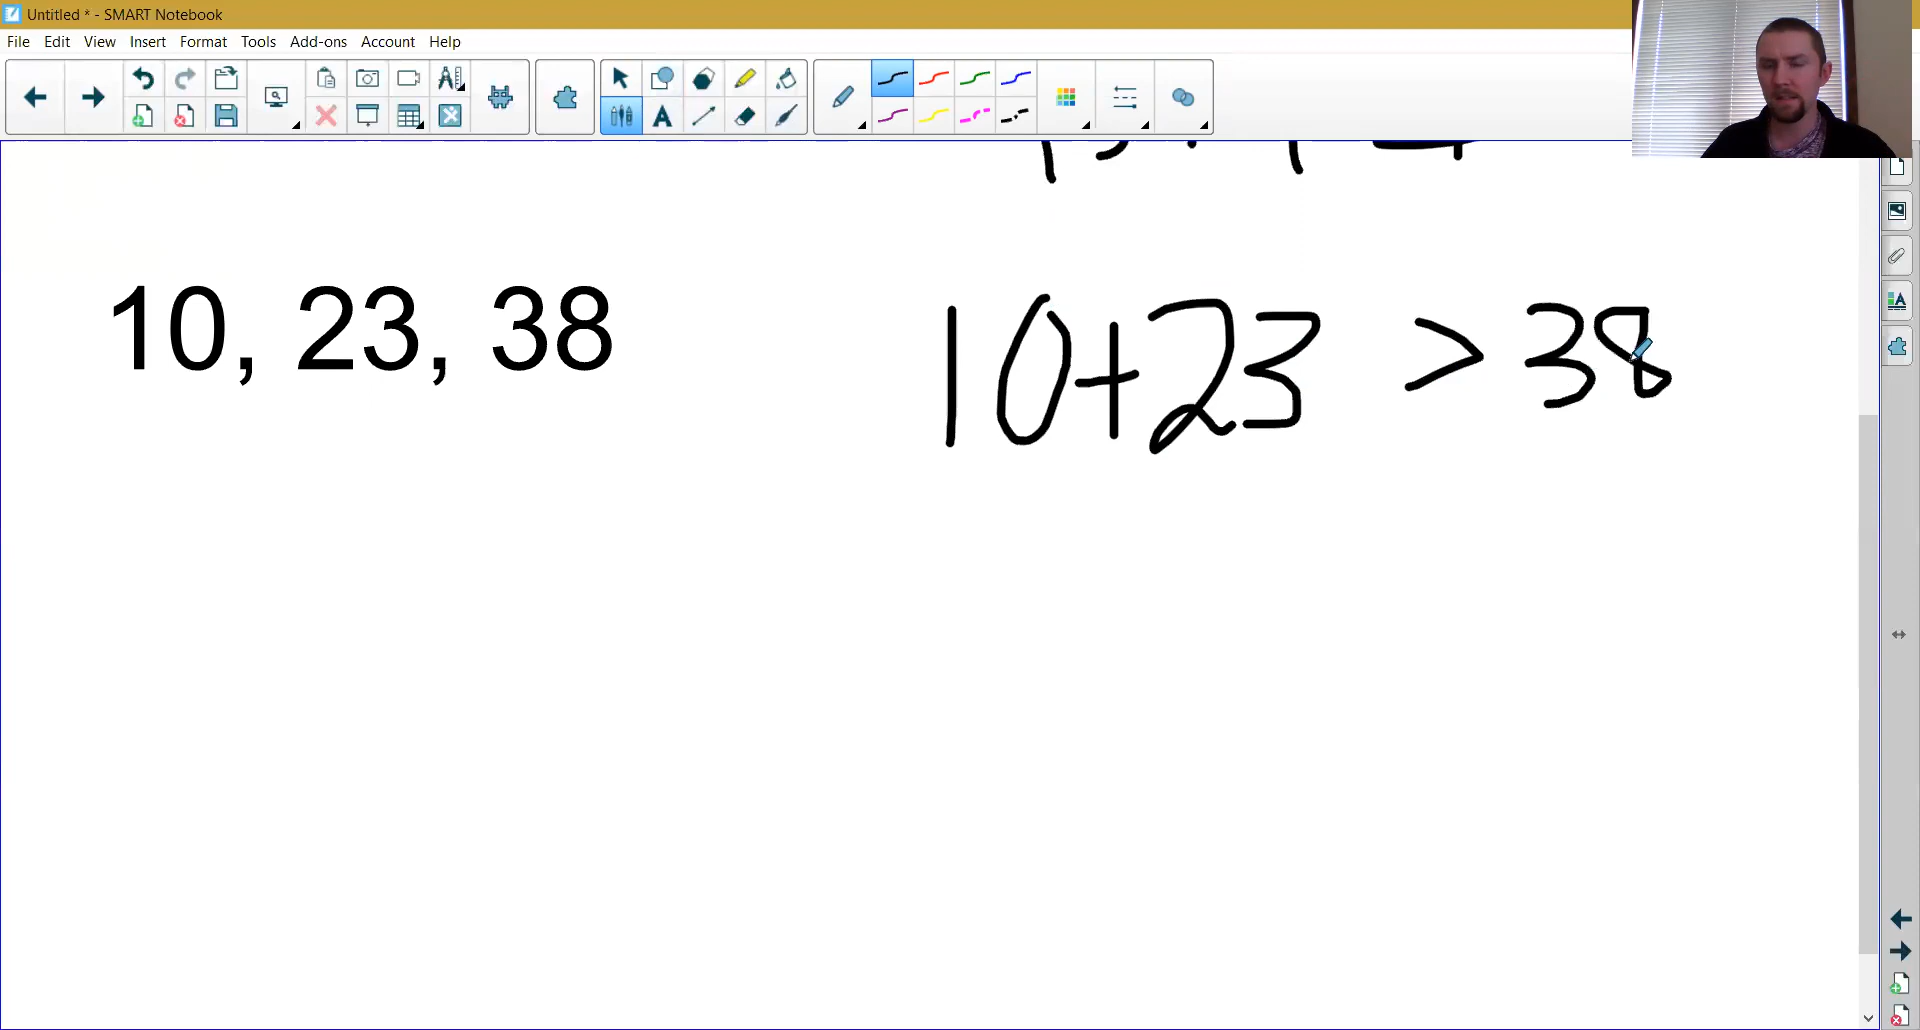 Untitled * - SMART Notebook
File Edit View Insert Format Tools Add-ons Account Help
10, 23, 38
10+23 > 38